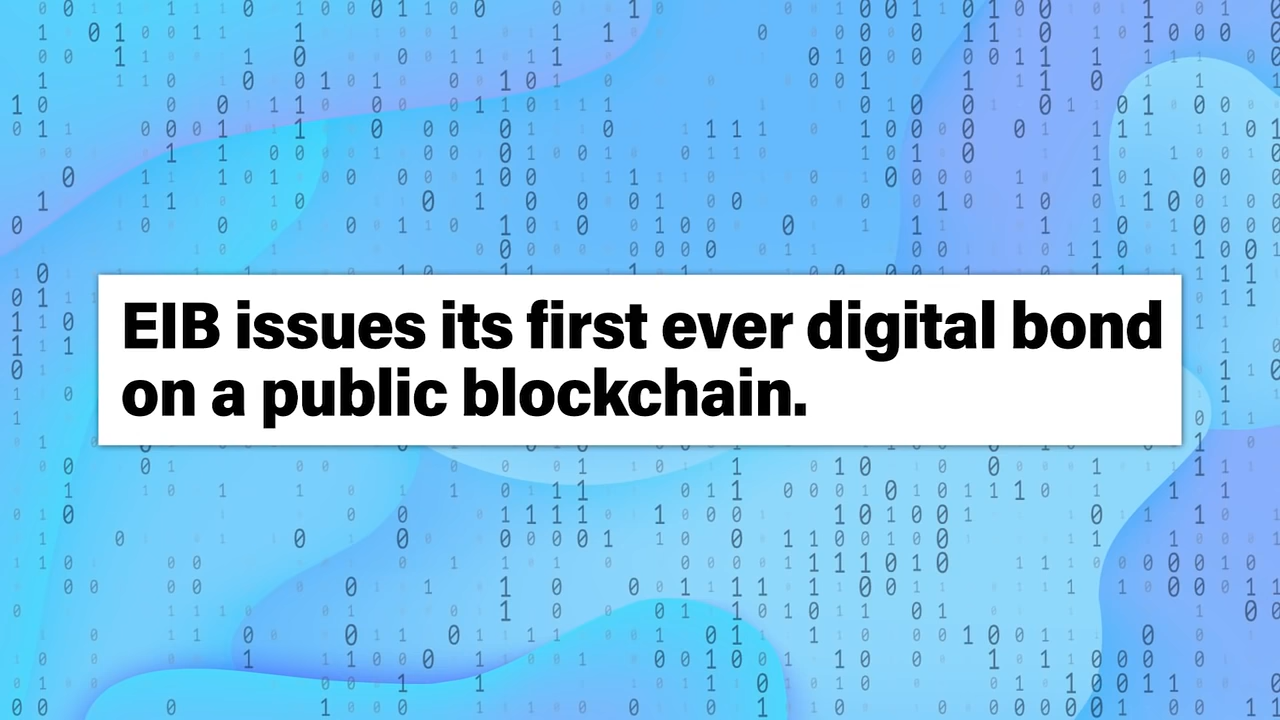 EIB issues its first ever digital bond
on a public blockchain.